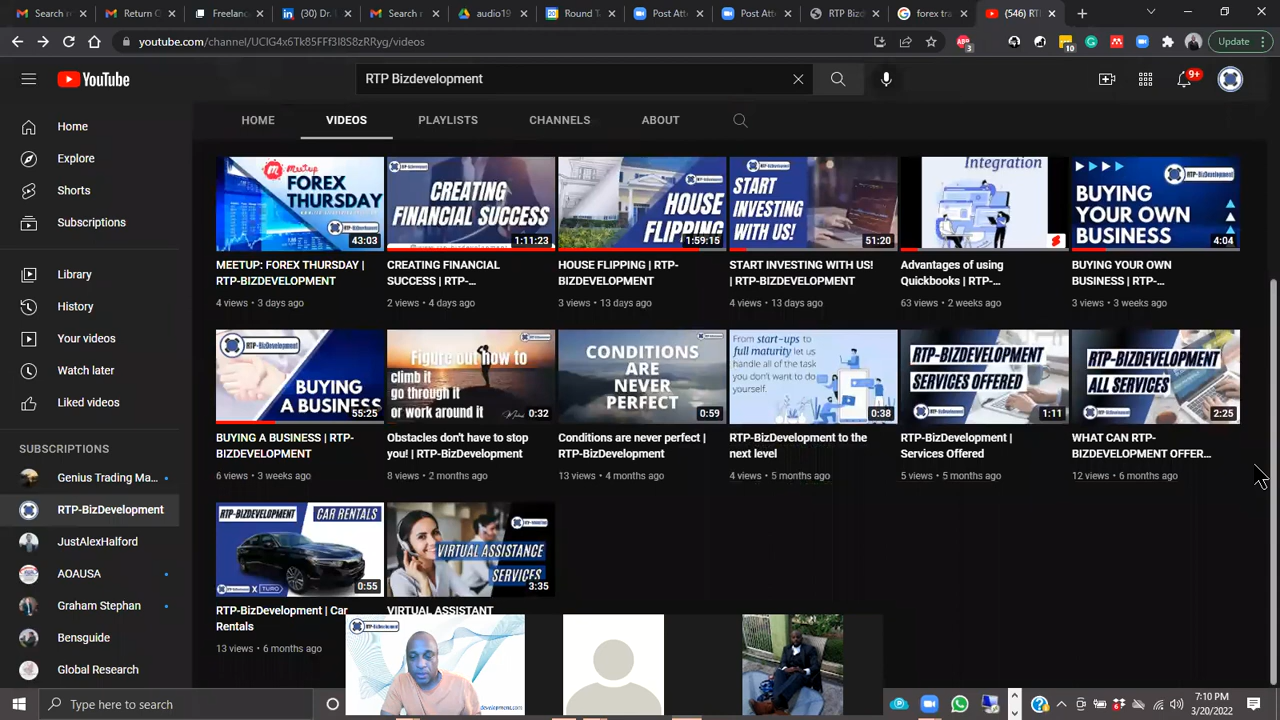 Search r
Return C
Freelanc
(30) Dr.
Search r
audio19
Round T
Post Atte
Post Atte
RTP Bizd
forex tra
(546) RT
youtube.com/channel/UCIG4x6Tk85FFf3I8S8zRRyg/videos
3
10
Update
YouTube
RTP Bizdevelopment
9+
HOME
VIDEOS
PLAYLISTS
CHANNELS
ABOUT
Home
Explore
Shorts
Subscriptions
Library
History
Your videos
Watch later
Liked videos
SUBSCRIPTIONS
Genius Trading Ma...
RTP-BizDevelopment
JustAlexHalford
AOAUSA
Graham Stephan
Bensguide
Global Research
Meetup
FOREX
THURSDAY
43:03
MEETUP: FOREX THURSDAY |
RTP-BIZDEVELOPMENT
4 views • 3 days ago
CREATING
FINANCIAL SUCCESS
1:11:23
CREATING FINANCIAL
SUCCESS | RTP-...
2 views • 4 days ago
HOUSE
FLIPPING
1:59:15
HOUSE FLIPPING | RTP-
BIZDEVELOPMENT
3 views • 13 days ago
START
INVESTING
WITH US!
51:20
START INVESTING WITH US!
| RTP-BIZDEVELOPMENT
4 views • 13 days ago
Integration
Advantages of using
Quickbooks | RTP-...
63 views • 2 weeks ago
BUYING
YOUR OWN
BUSINESS
4:04
BUYING YOUR OWN
BUSINESS | RTP-...
3 views • 3 weeks ago
RTP-BizDevelopment
BUYING
A BUSINESS
55:25
BUYING A BUSINESS | RTP-
BIZDEVELOPMENT
6 views • 3 weeks ago
Figure out how to
climb it
go through it
or work around it
0:32
Obstacles don't have to stop
you! | RTP-BizDevelopment
8 views • 2 months ago
CONDITIONS
ARE
NEVER
PERFECT
0:59
Conditions are never perfect |
RTP-BizDevelopment
13 views • 4 months ago
From start-ups to
full maturity let us
handle all of the task
you don't want to do
yourself.
0:38
RTP-BizDevelopment to the
next level
4 views • 5 months ago
RTP-BIZDEVELOPMENT
SERVICES OFFERED
1:11
RTP-BizDevelopment |
Services Offered
5 views • 5 months ago
RTP-BIZDEVELOPMENT
ALL SERVICES
2:25
WHAT CAN RTP-
BIZDEVELOPMENT OFFER...
12 views • 6 months ago
RTP-BIZDEVELOPMENT
CAR RENTALS
X TURO
0:55
RTP-BizDevelopment | Car
Rentals
13 views • 6 months ago
VIRTUAL ASSISTANCE
SERVICES
3:35
VIRTUAL ASSISTANT
RTP-BizDevelopment
development.com
Type here to search
7:10 PM
3/20/2022